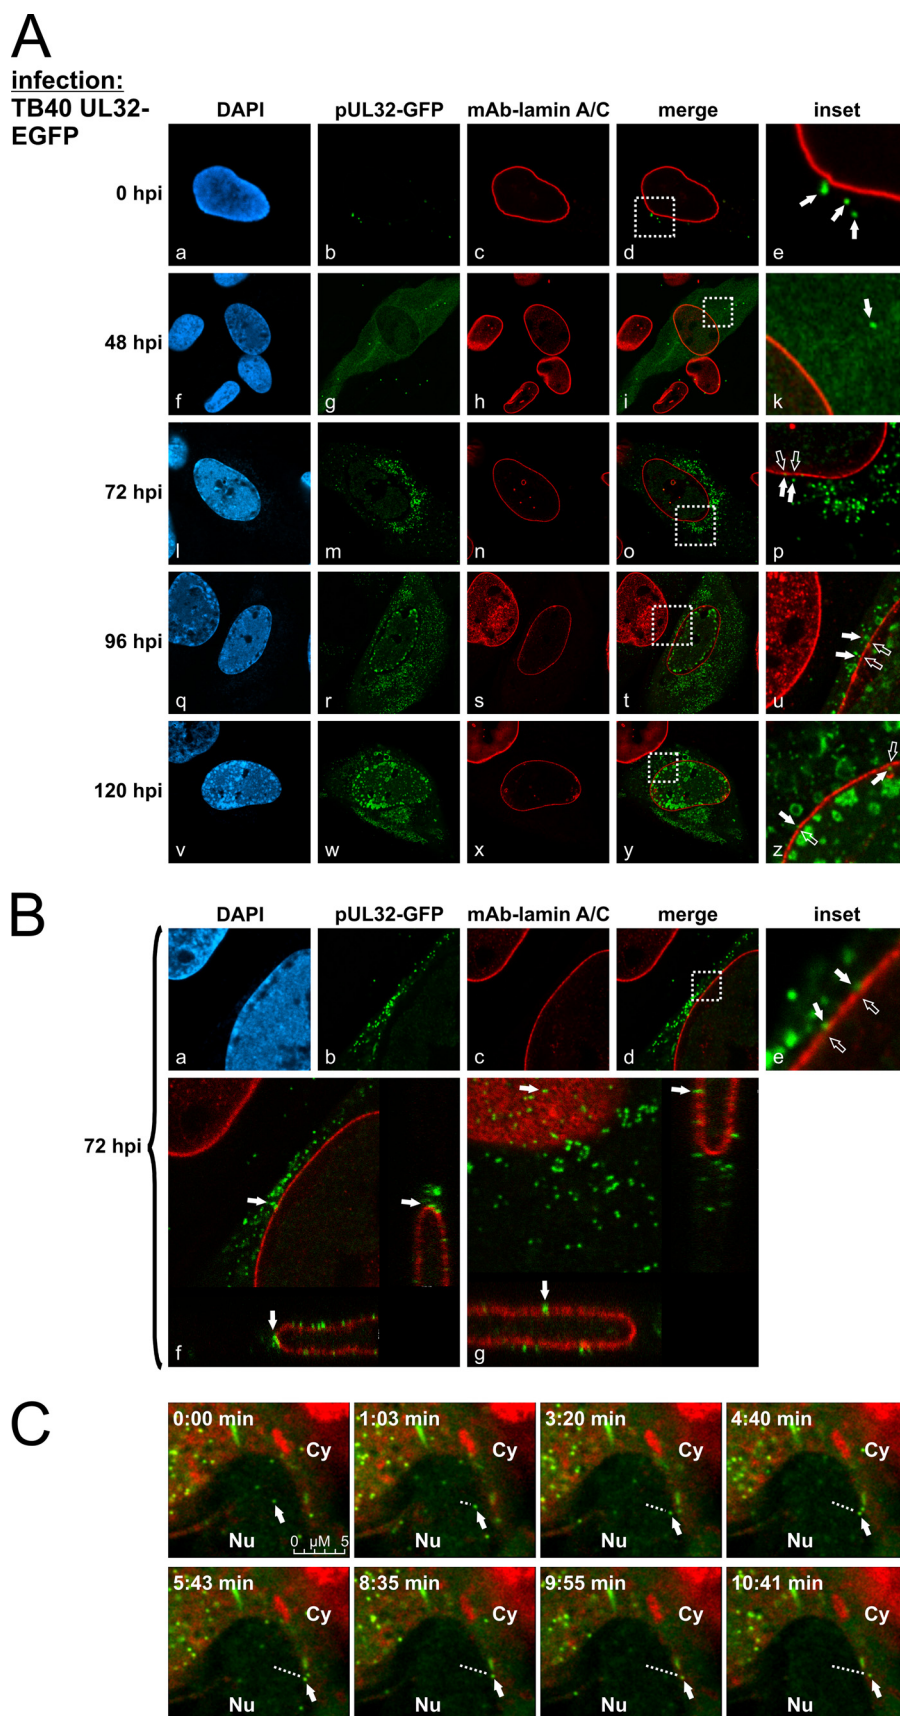 A
infection:
TB40 UL32-
EGFP
DAPI pUL32-GFP mAb-lamin A/C merge inset
0 hpi
a b c d e
48 hpi
f g h i k
72 hpi
l m n o p
96 hpi
q r s t u
120 hpi
v w x y z
B
DAPI pUL32-GFP mAb-lamin A/C merge inset
a b c d e
72 hpi
f g
C
0:00 min 1:03 min 3:20 min 4:40 min
Cy Cy Cy Cy
Nu Nu Nu Nu
0 µM 5
5:43 min 8:35 min 9:55 min 10:41 min
Cy Cy Cy Cy
Nu Nu Nu Nu